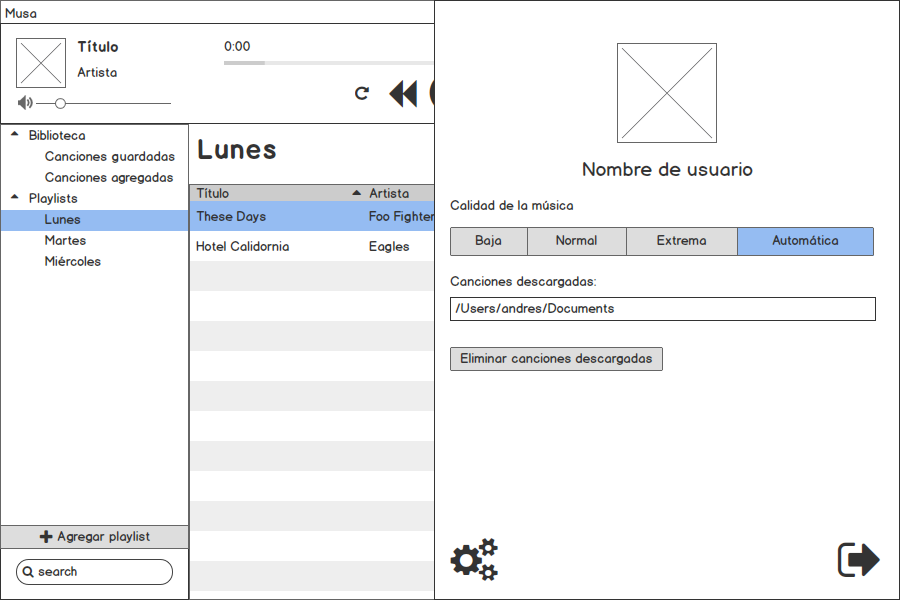 Musa
Título
Artista
0:00
Biblioteca
Canciones guardadas
Canciones agregadas
Playlists
Lunes
Martes
Miércoles
Agregar playlist
search
Lunes
Título Artista
These Days Foo Fighter
Hotel Calidornia Eagles
Nombre de usuario
Calidad de la música
Baja Normal Extrema Automática
Canciones descargadas:
/Users/andres/Documents
Eliminar canciones descargadas